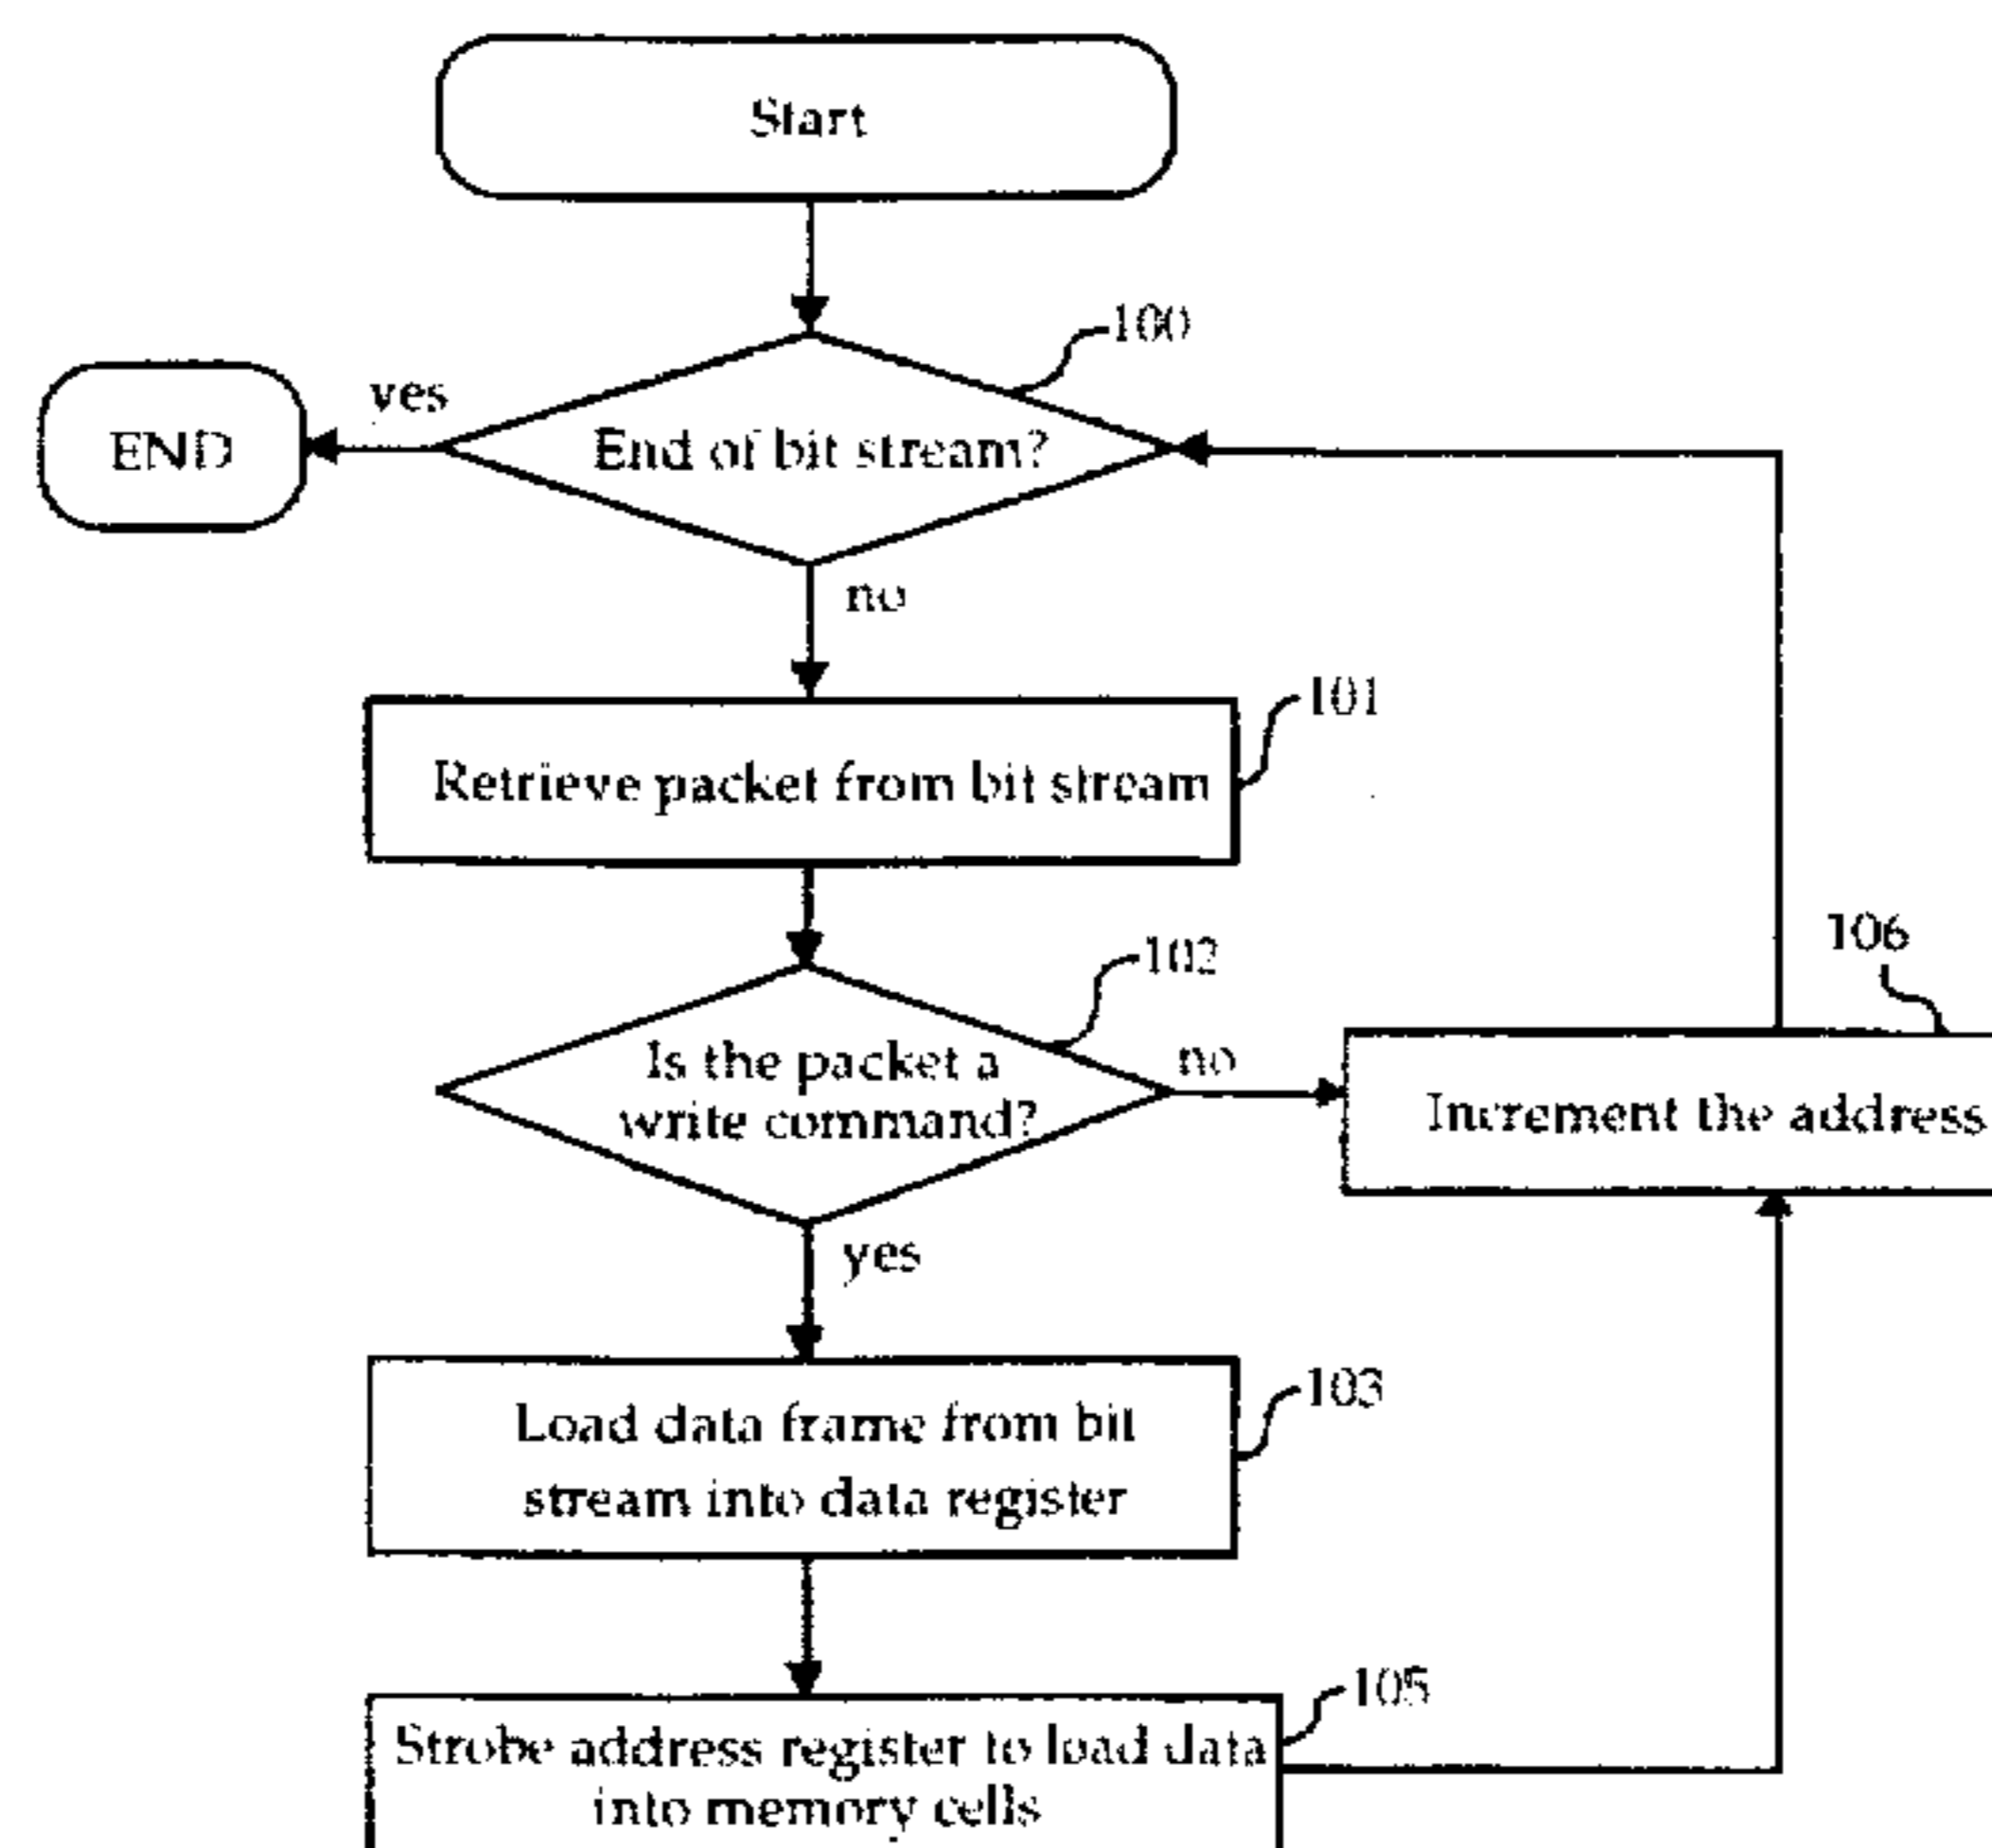 Start
100
yes
END
End of bit stream?
no
101
Retrieve packet from bit stream
106
102
Is the packet a
no
write command?
Increment the address
yes
103
Load data frame from bit
stream into data register
105
Strobe address register to load data
into memory cells